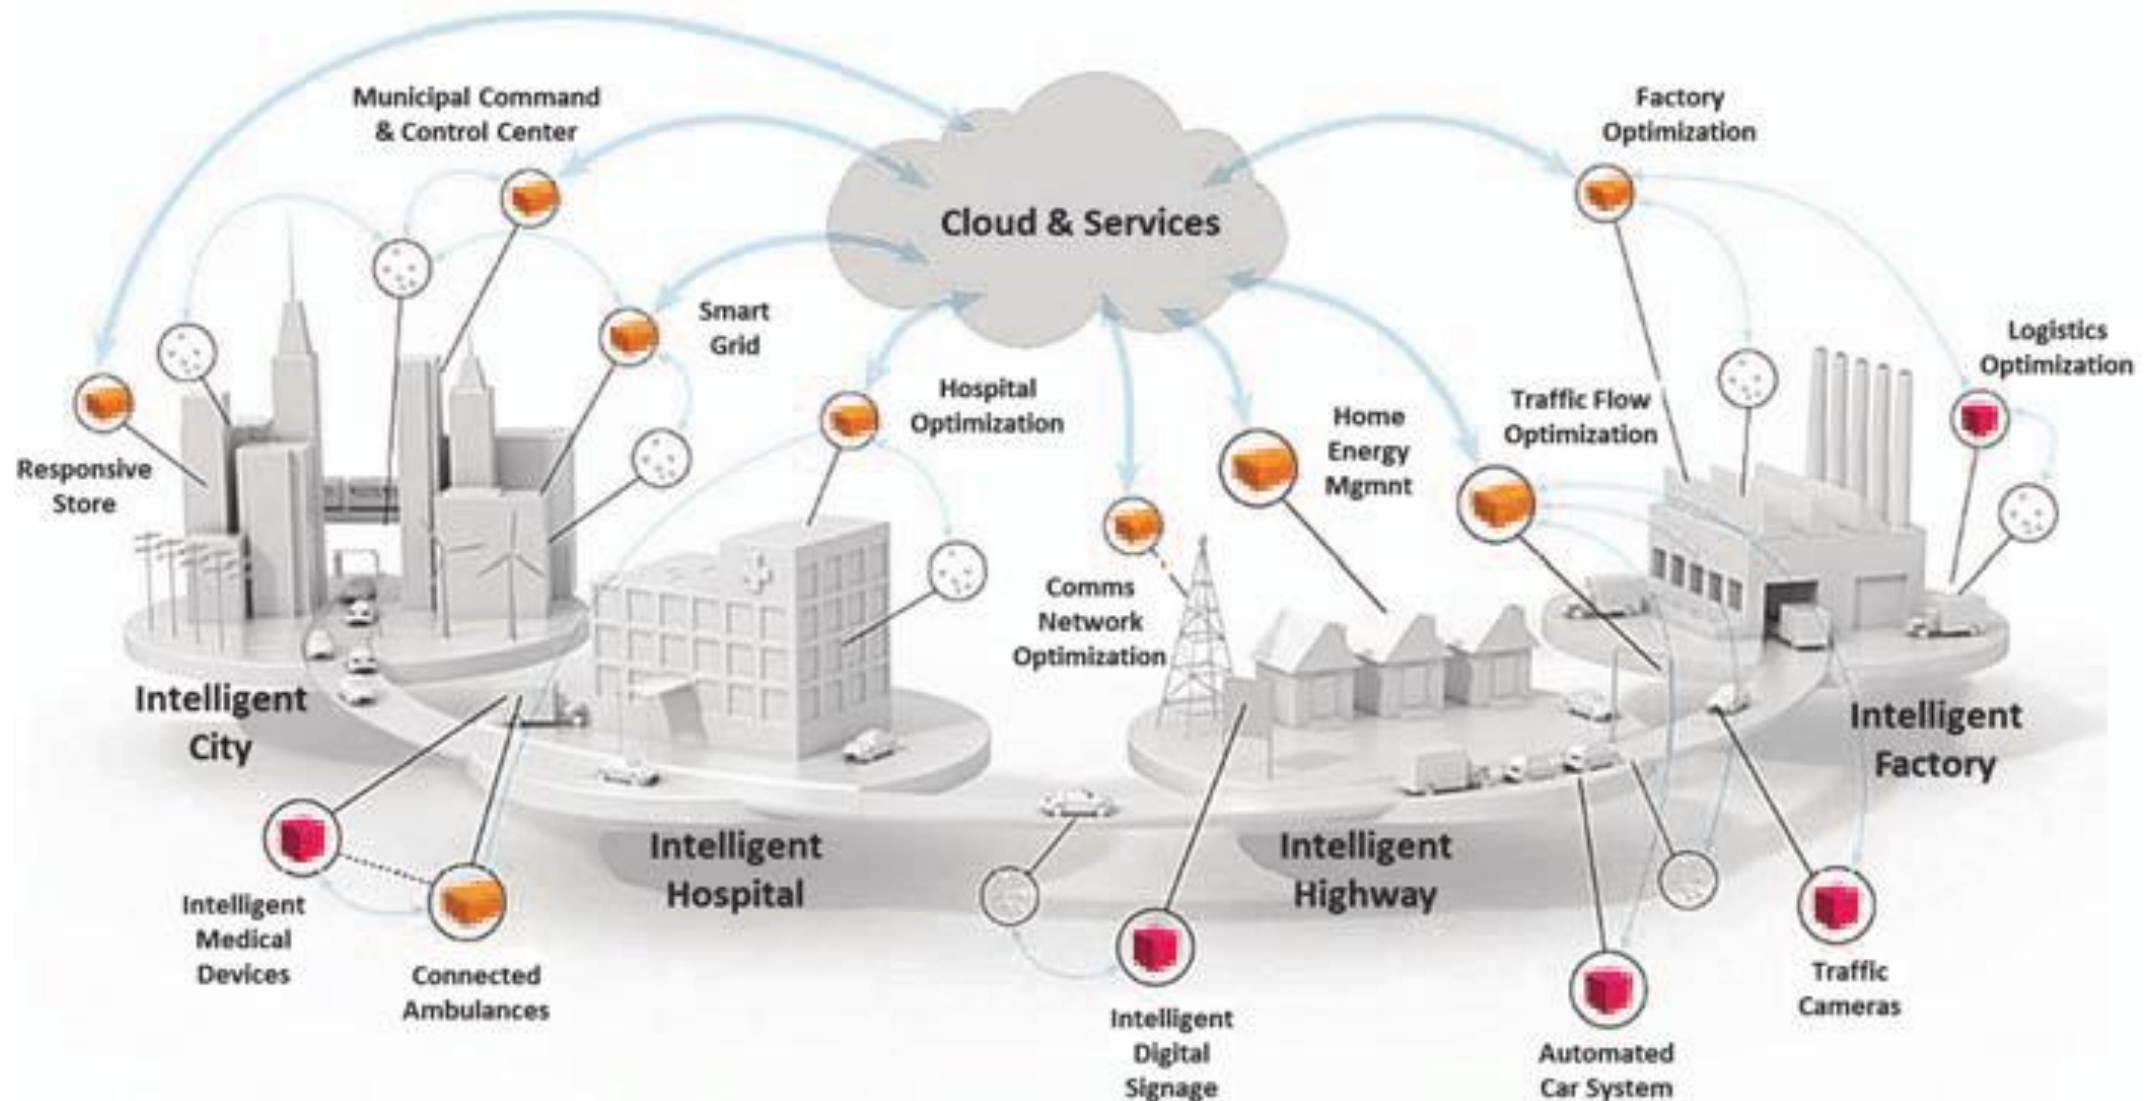 Municipal Command
& Control Center
Factory
Optimization
Cloud & Services
Smart
Grid
Logistics
Optimization
Hospital
Optimization
Home
Energy
Mgmnt
Traffic Flow
Optimization
Responsive
Store
Comms
Network
Optimization
Intelligent
City
Intelligent
Factory
Intelligent
Hospital
Intelligent
Highway
Intelligent
Medical
Devices
Connected
Ambulances
Intelligent
Digital
Signage
Automated
Car System
Traffic
Cameras